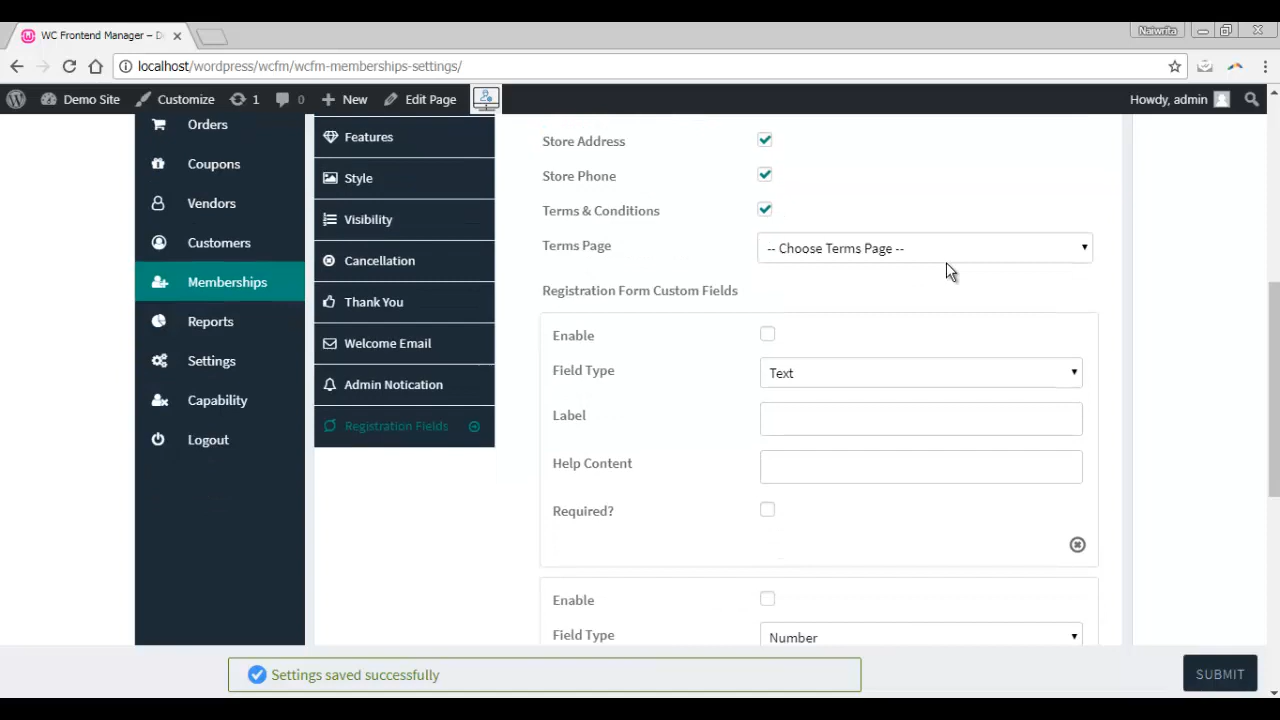 WC Frontend Manager – D
Naiwrita
localhost/wordpress/wcfm/wcfm-memberships-settings/
Demo Site
Customize
1
0
New
Edit Page
Howdy, admin
Orders
Coupons
Vendors
Customers
Memberships
Reports
Settings
Capability
Logout
Features
Style
Visibility
Cancellation
Thank You
Welcome Email
Admin Notication
Registration Fields
Store Address
Store Phone
Terms & Conditions
Terms Page
-- Choose Terms Page --
Registration Form Custom Fields
Enable
Field Type
Text
Label
Help Content
Required?
Enable
Field Type
Number
Settings saved successfully
SUBMIT